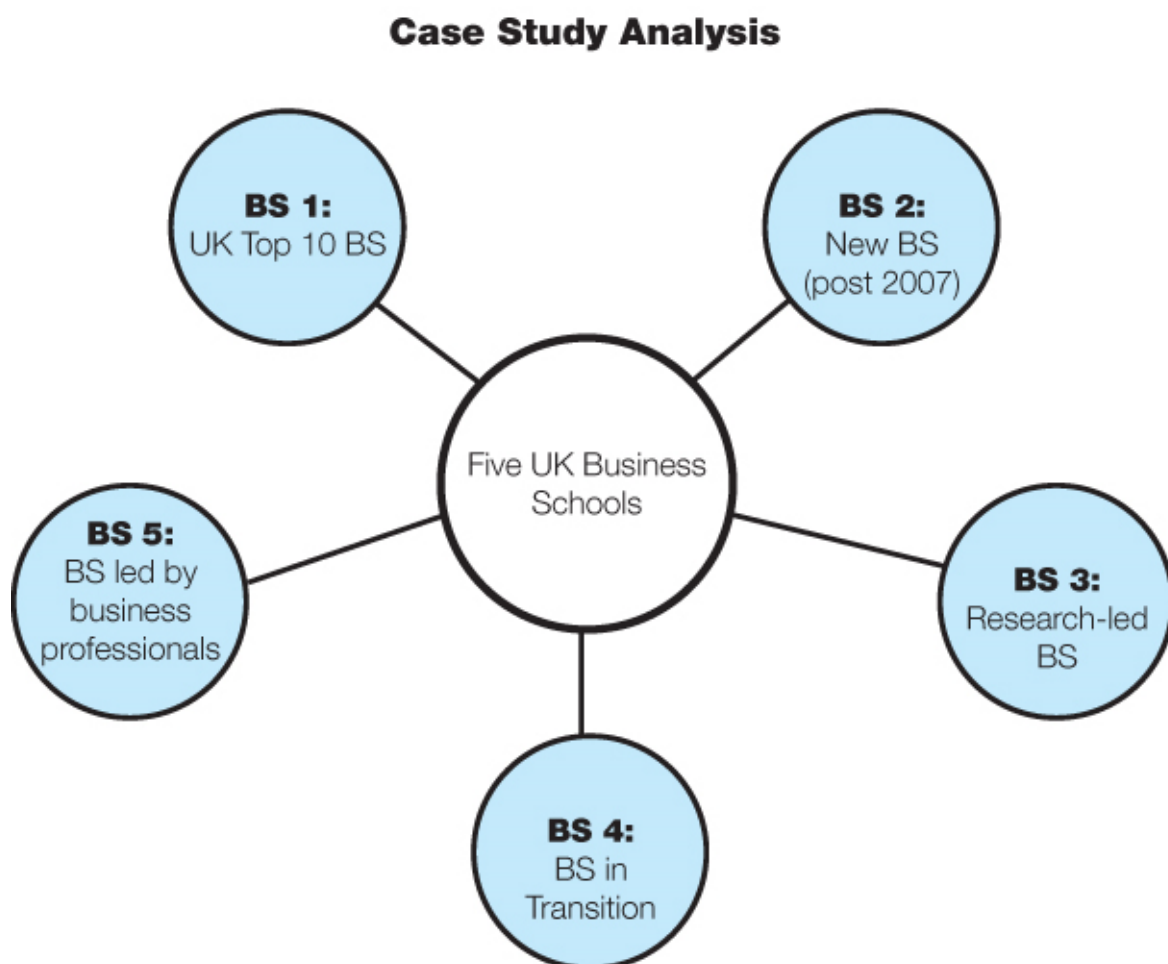 Case Study Analysis
BS 1:
UK Top 10 BS
BS 2:
New BS
(post 2007)
Five UK Business
Schools
BS 5:
BS led by
business
professionals
BS 3:
Research-led
BS
BS 4:
BS in
Transition